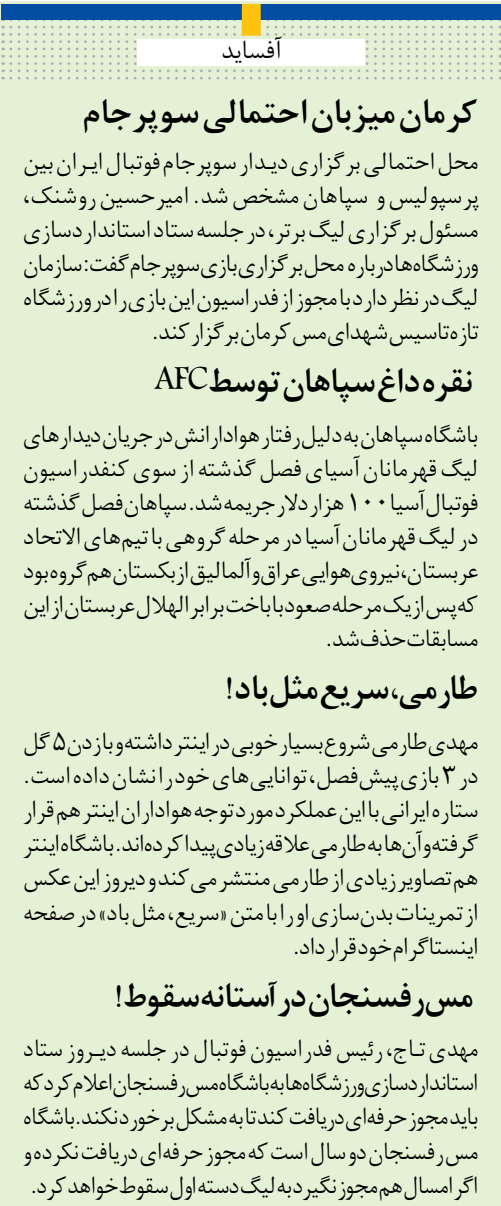 آفساید
کرمان میزبان احتمالی سوپر جام
محل احتمالی برگزاری دیدار سوپر جام فوتبال ایران بین
پرسپولیس و سپاهان مشخص شد. امیرحسین روشنک،
مسئول برگزاری لیگ برتر، در جلسه ستاد استانداردسازی
ورزشگاه‌ها درباره محل برگزاری بازی سوپر جام گفت: سازمان
لیگ در نظر دارد با مجوز از فدراسیون این بازی را در ورزشگاه
تازه تاسیس شهدای مس کرمان برگزار کند.
نقره داغ سپاهان توسط AFC
باشگاه سپاهان به دلیل رفتار هوادارانش در جریان دیدارهای
لیگ قهرمانان آسیای فصل گذشته از سوی کنفدراسیون
فوتبال آسیا ۱۰۰ هزار دلار جریمه شد. سپاهان فصل گذشته
در لیگ قهرمانان آسیا در مرحله گروهی با تیم‌های الاتحاد
عربستان، نیروی هوایی عراق و آلمالیق ازبکستان هم گروه بود
که پس از یک مرحله صعود با باخت برابر الهلال عربستان از این
مسابقات حذف شد.
طارمی، سریع مثل باد!
مهدی طارمی شروع بسیار خوبی در اینتر داشته و با زدن ۵ گل
در ۳ بازی پیش فصل، توانایی های خود را نشان داده است.
ستاره ایرانی با این عملکرد مورد توجه هواداران اینتر هم قرار
گرفته و آن‌ها به طارمی علاقه زیادی پیدا کرده‌اند. باشگاه اینتر
هم تصاویر زیادی از طارمی منتشر می کند و دیروز این عکس
از تمرینات بدن سازی او را با متن «سریع، مثل باد» در صفحه
اینستاگرام خود قرار داد.
مس رفسنجان در آستانه سقوط!
مهدی تاج، رئیس فدراسیون فوتبال در جلسه دیروز ستاد
استانداردسازی ورزشگاه‌ها به باشگاه مس رفسنجان اعلام کرد که
باید مجوز حرفه‌ای دریافت کند تا به مشکل برخورد نکند. باشگاه
مس رفسنجان دو سال است که مجوز حرفه‌ای دریافت نکرده و
اگر امسال هم مجوز نگیرد به لیگ دسته اول سقوط خواهد کرد.